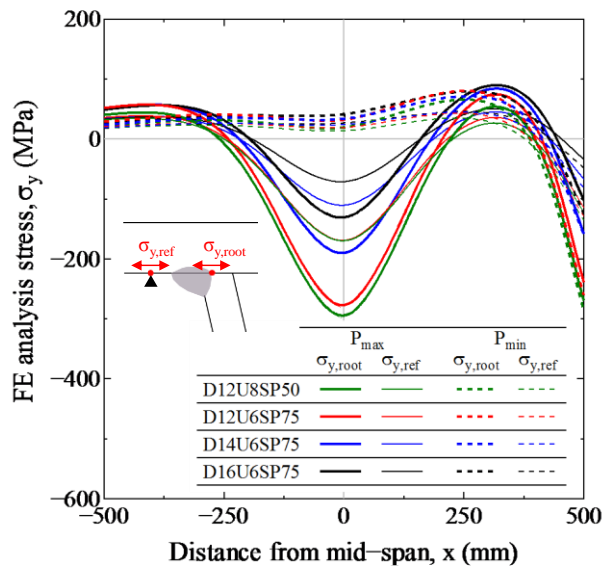 200
100
0
−200
−400
−600
−500
−250
0
250
500
FE analysis stress, σy (MPa)
Distance from mid−span, x (mm)
σy,ref
σy,root
Pmax Pmin
σy,root σy,ref σy,root σy,ref
D12U8SP50
D12U6SP75
D14U6SP75
D16U6SP75